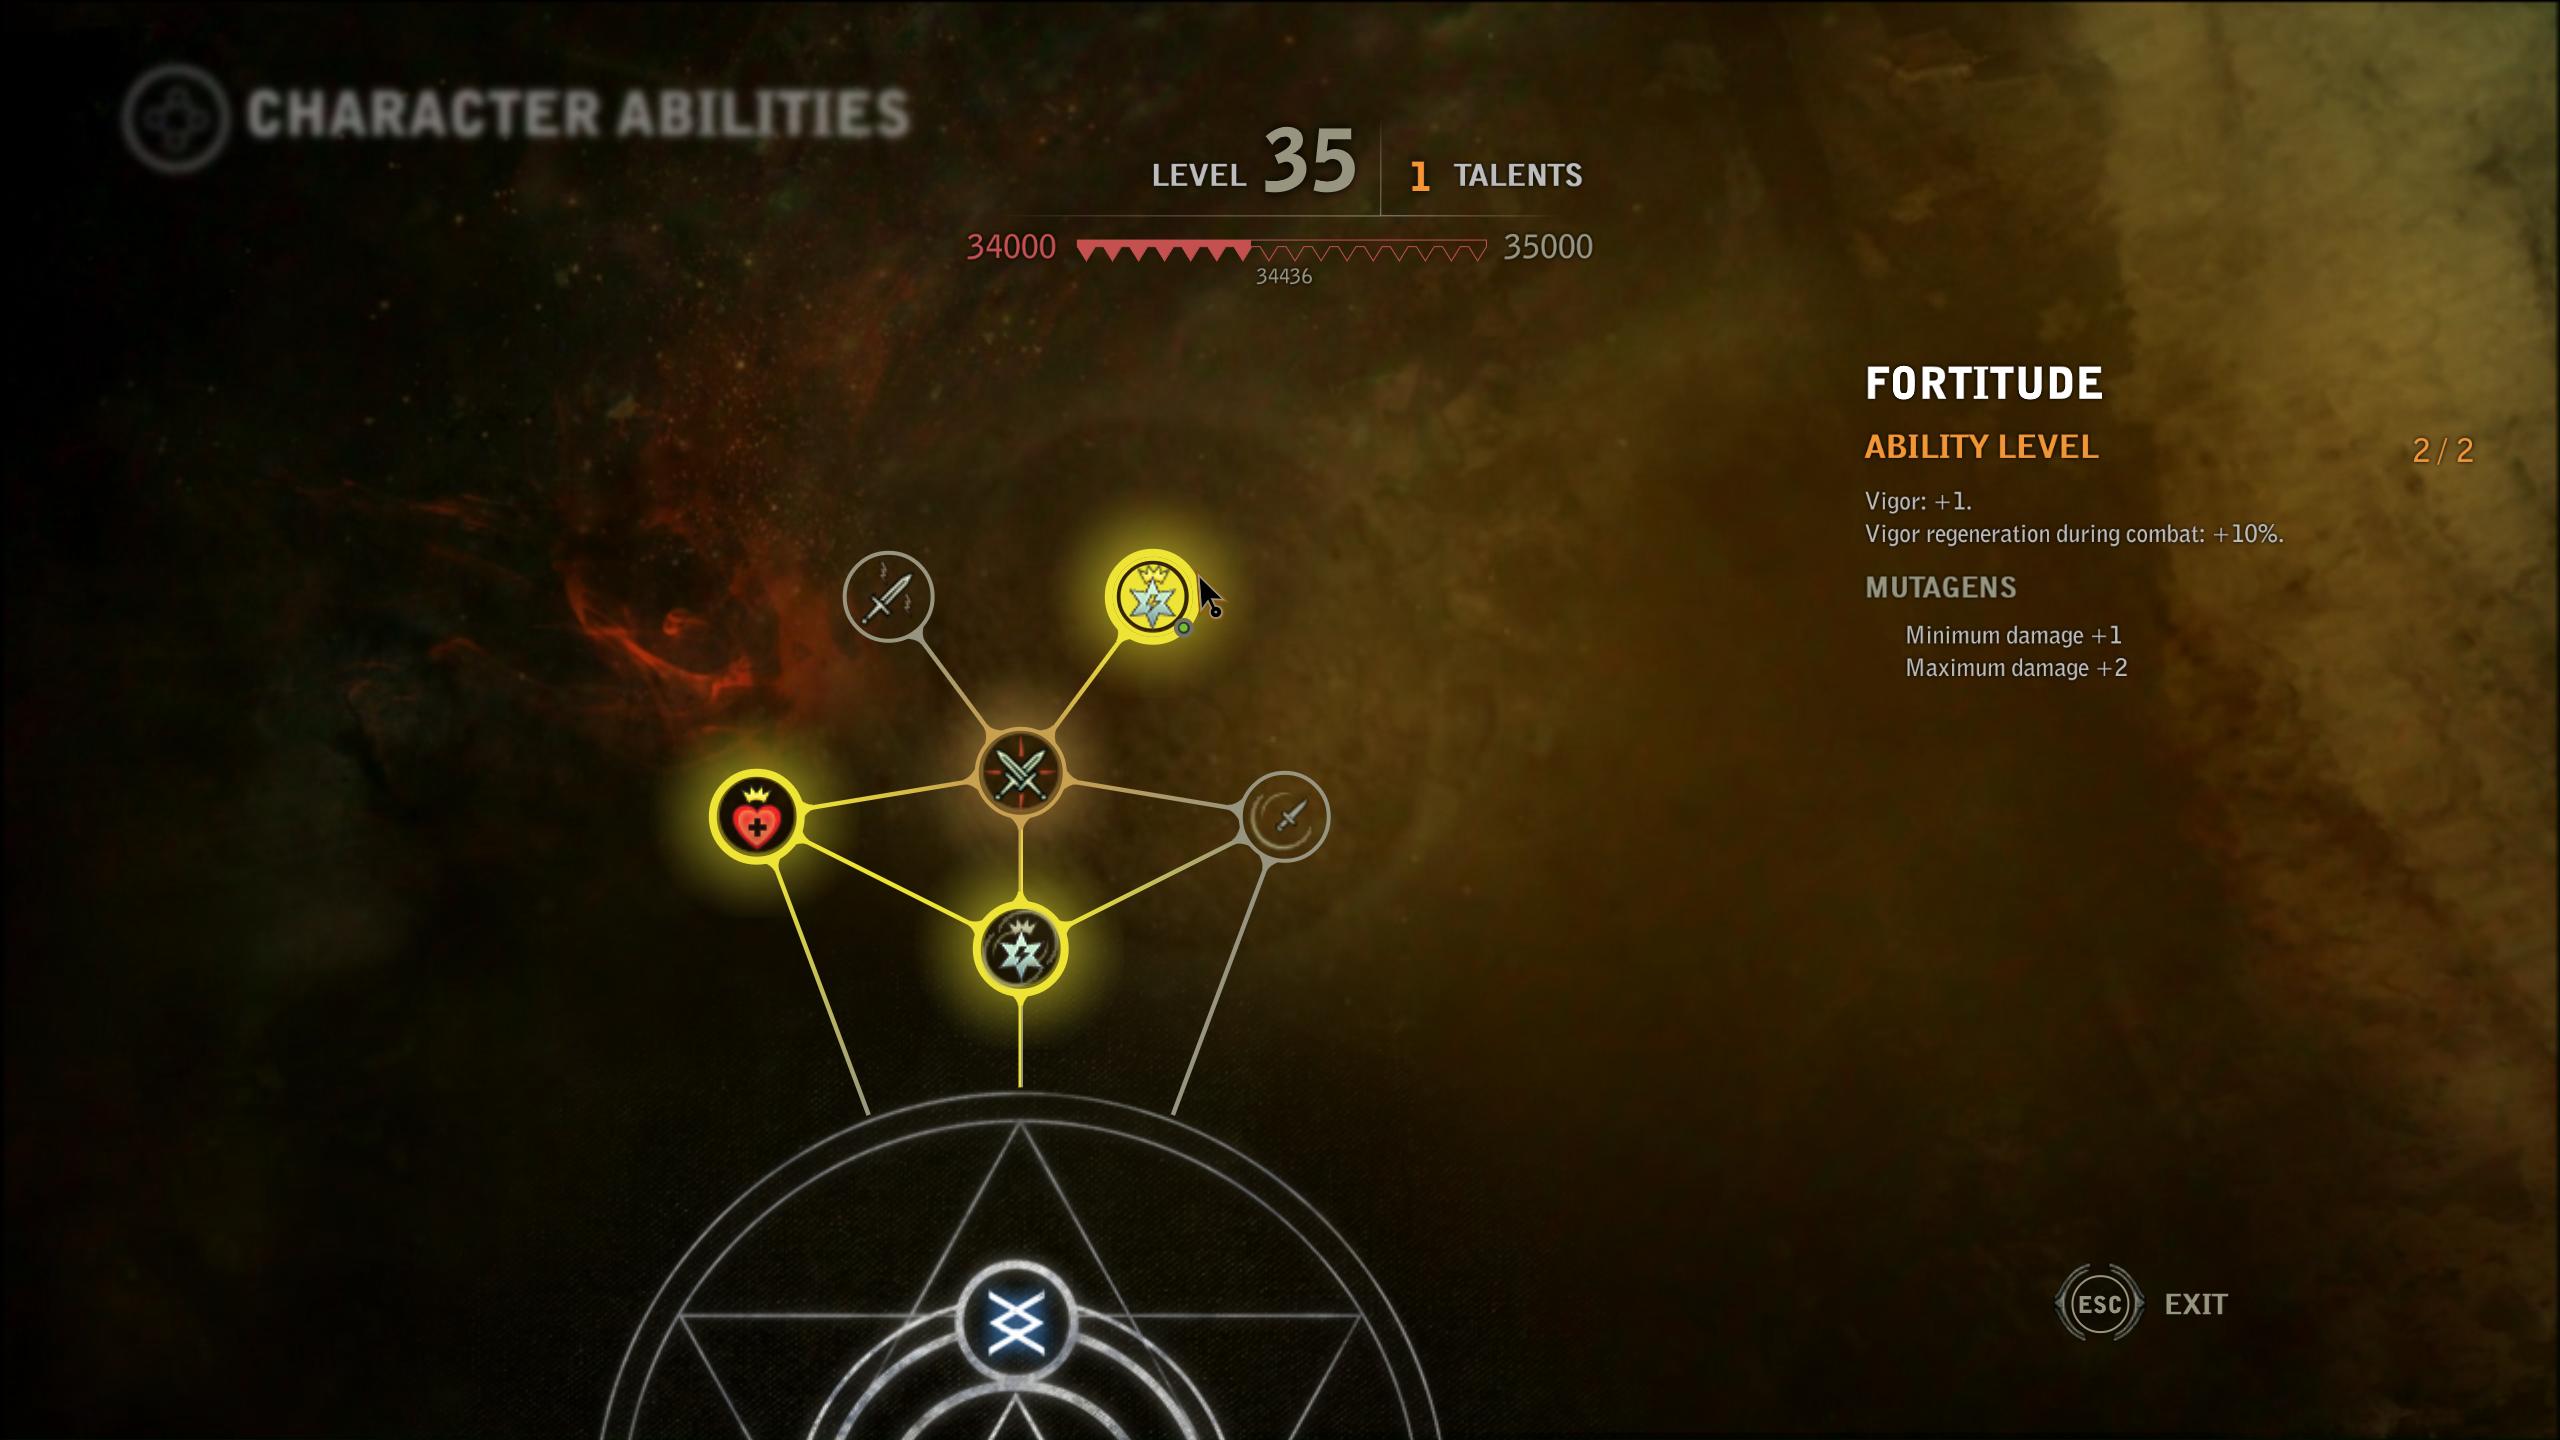 CHARACTER ABILITIES
LEVEL 35 1 TALENTS
34000 35000
34436
FORTITUDE
ABILITY LEVEL 2 / 2
Vigor: +1.
Vigor regeneration during combat: +10%.
MUTAGENS
Minimum damage +1
Maximum damage +2
ESC EXIT